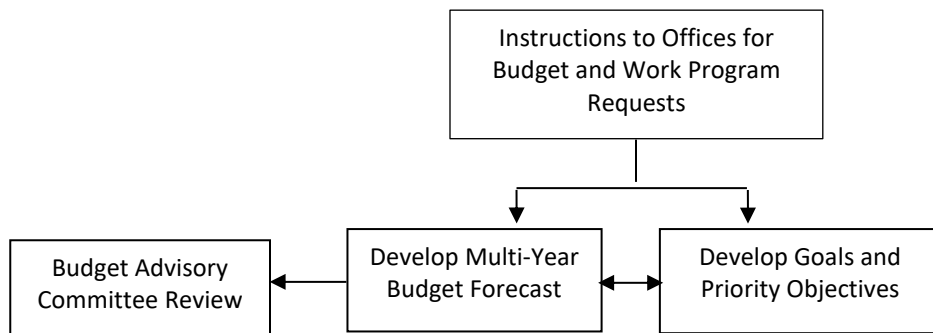 Instructions to Offices for
Budget and Work Program
Requests
Budget Advisory
Committee Review
Develop Multi-Year
Budget Forecast
Develop Goals and
Priority Objectives